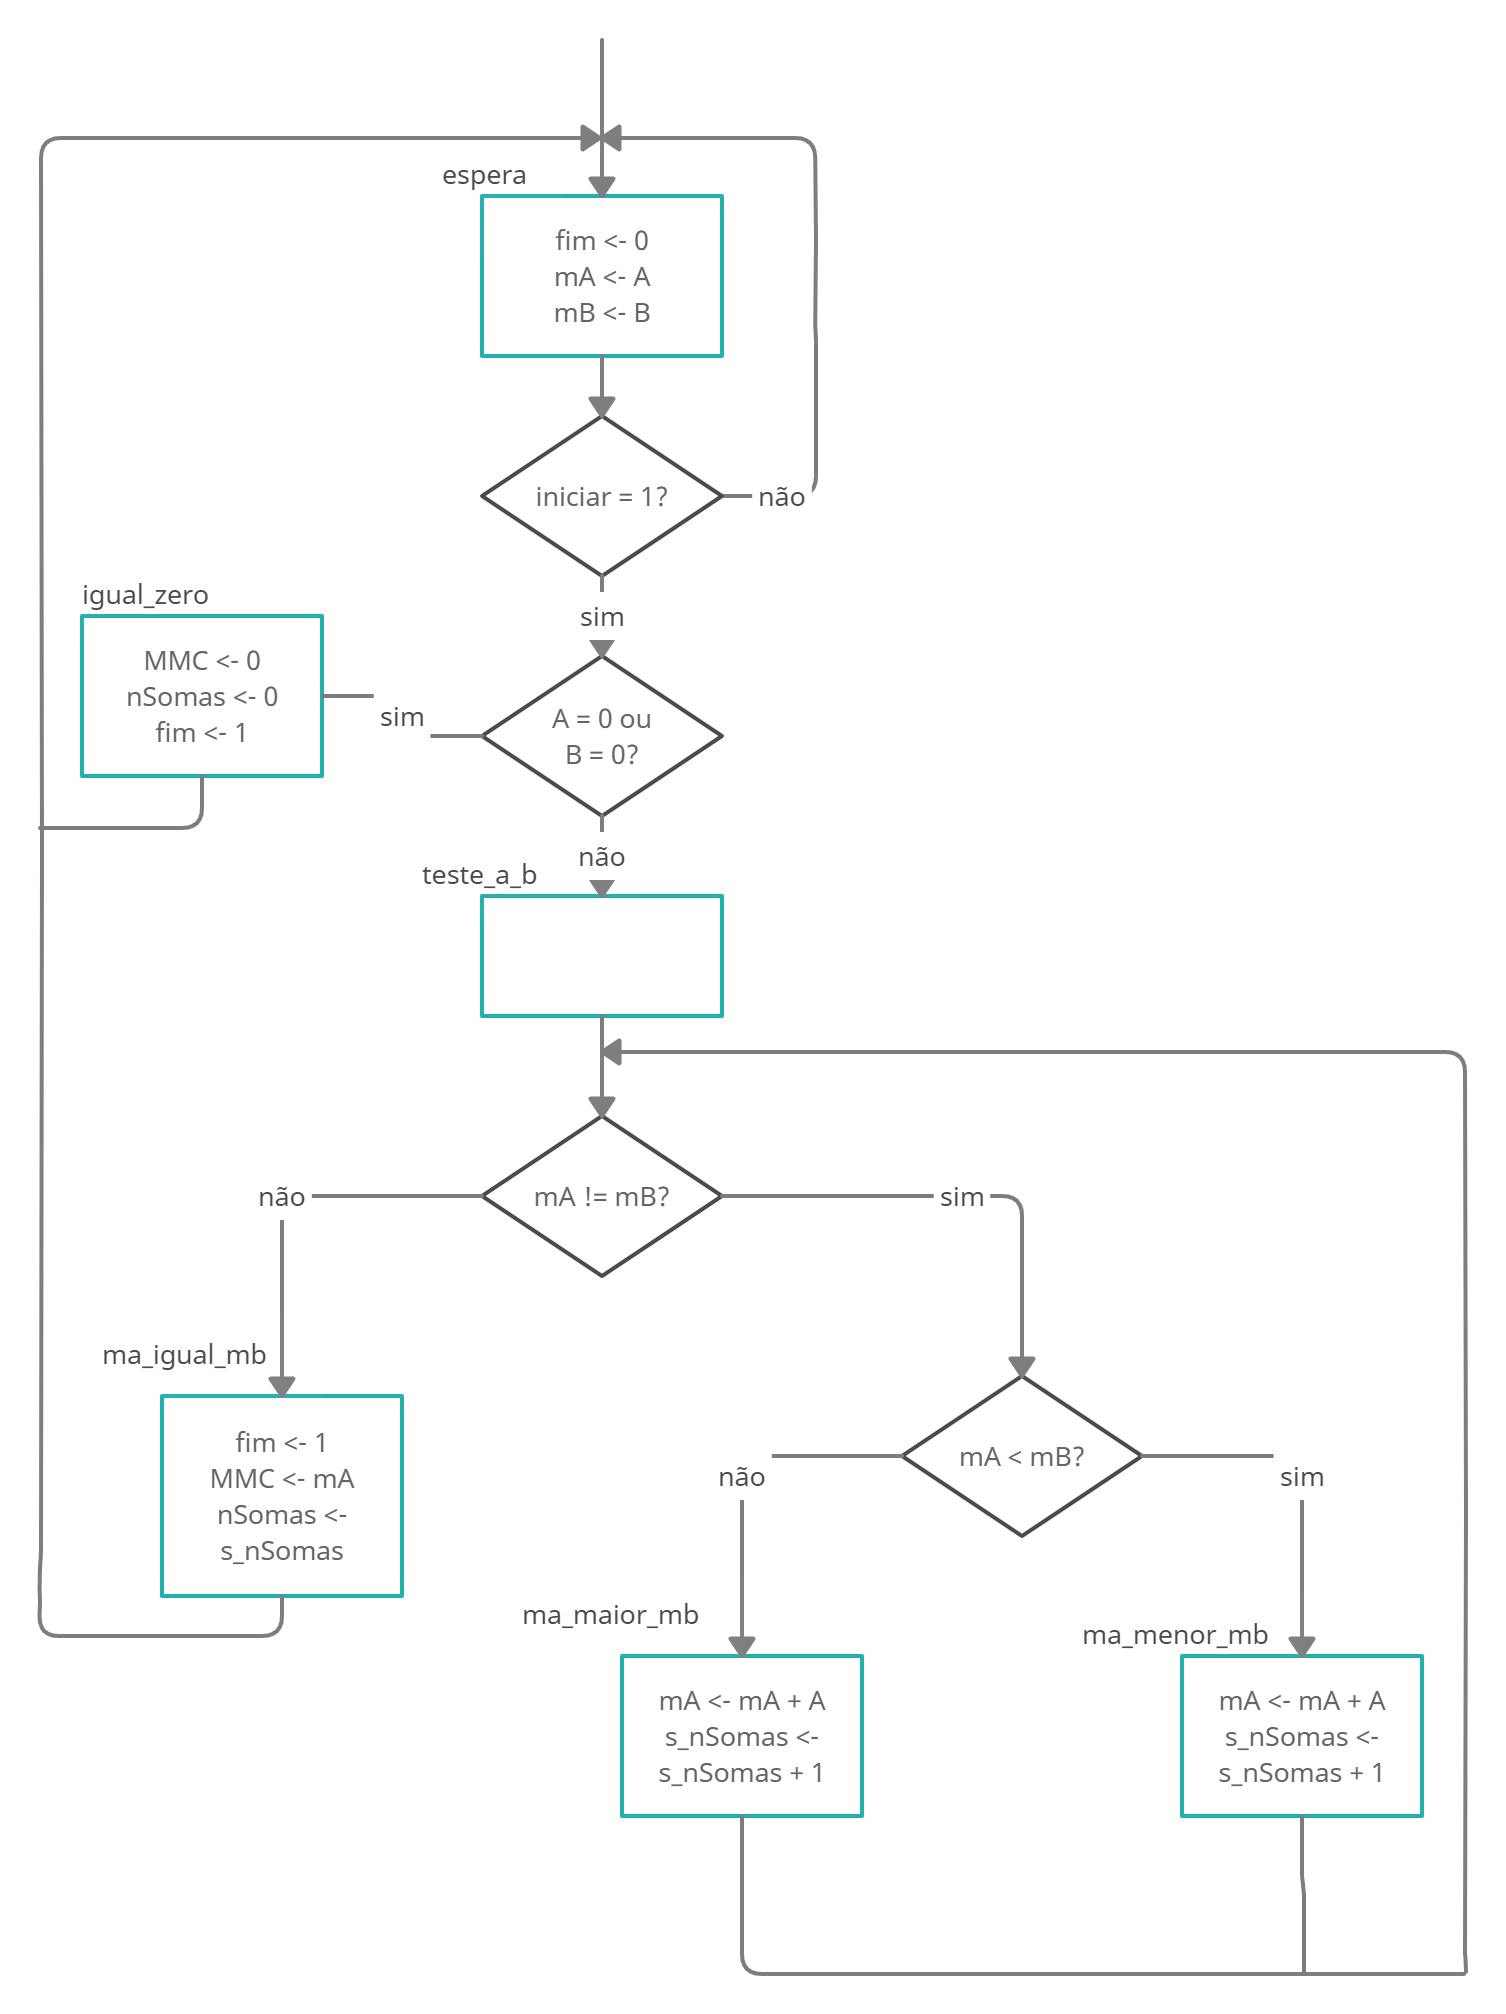 espera
fim <- 0
mA <- A
mB <- B
iniciar = 1?
não
sim
igual_zero
MMC <- 0
nSomas <- 0
fim <- 1
sim
A = 0 ou
B = 0?
não
teste_a_b
mA != mB?
não
sim
ma_igual_mb
fim <- 1
MMC <- mA
nSomas <-
s_nSomas
mA < mB?
não
sim
ma_maior_mb
mA <- mA + A
s_nSomas <-
s_nSomas + 1
ma_menor_mb
mA <- mA + A
s_nSomas <-
s_nSomas + 1